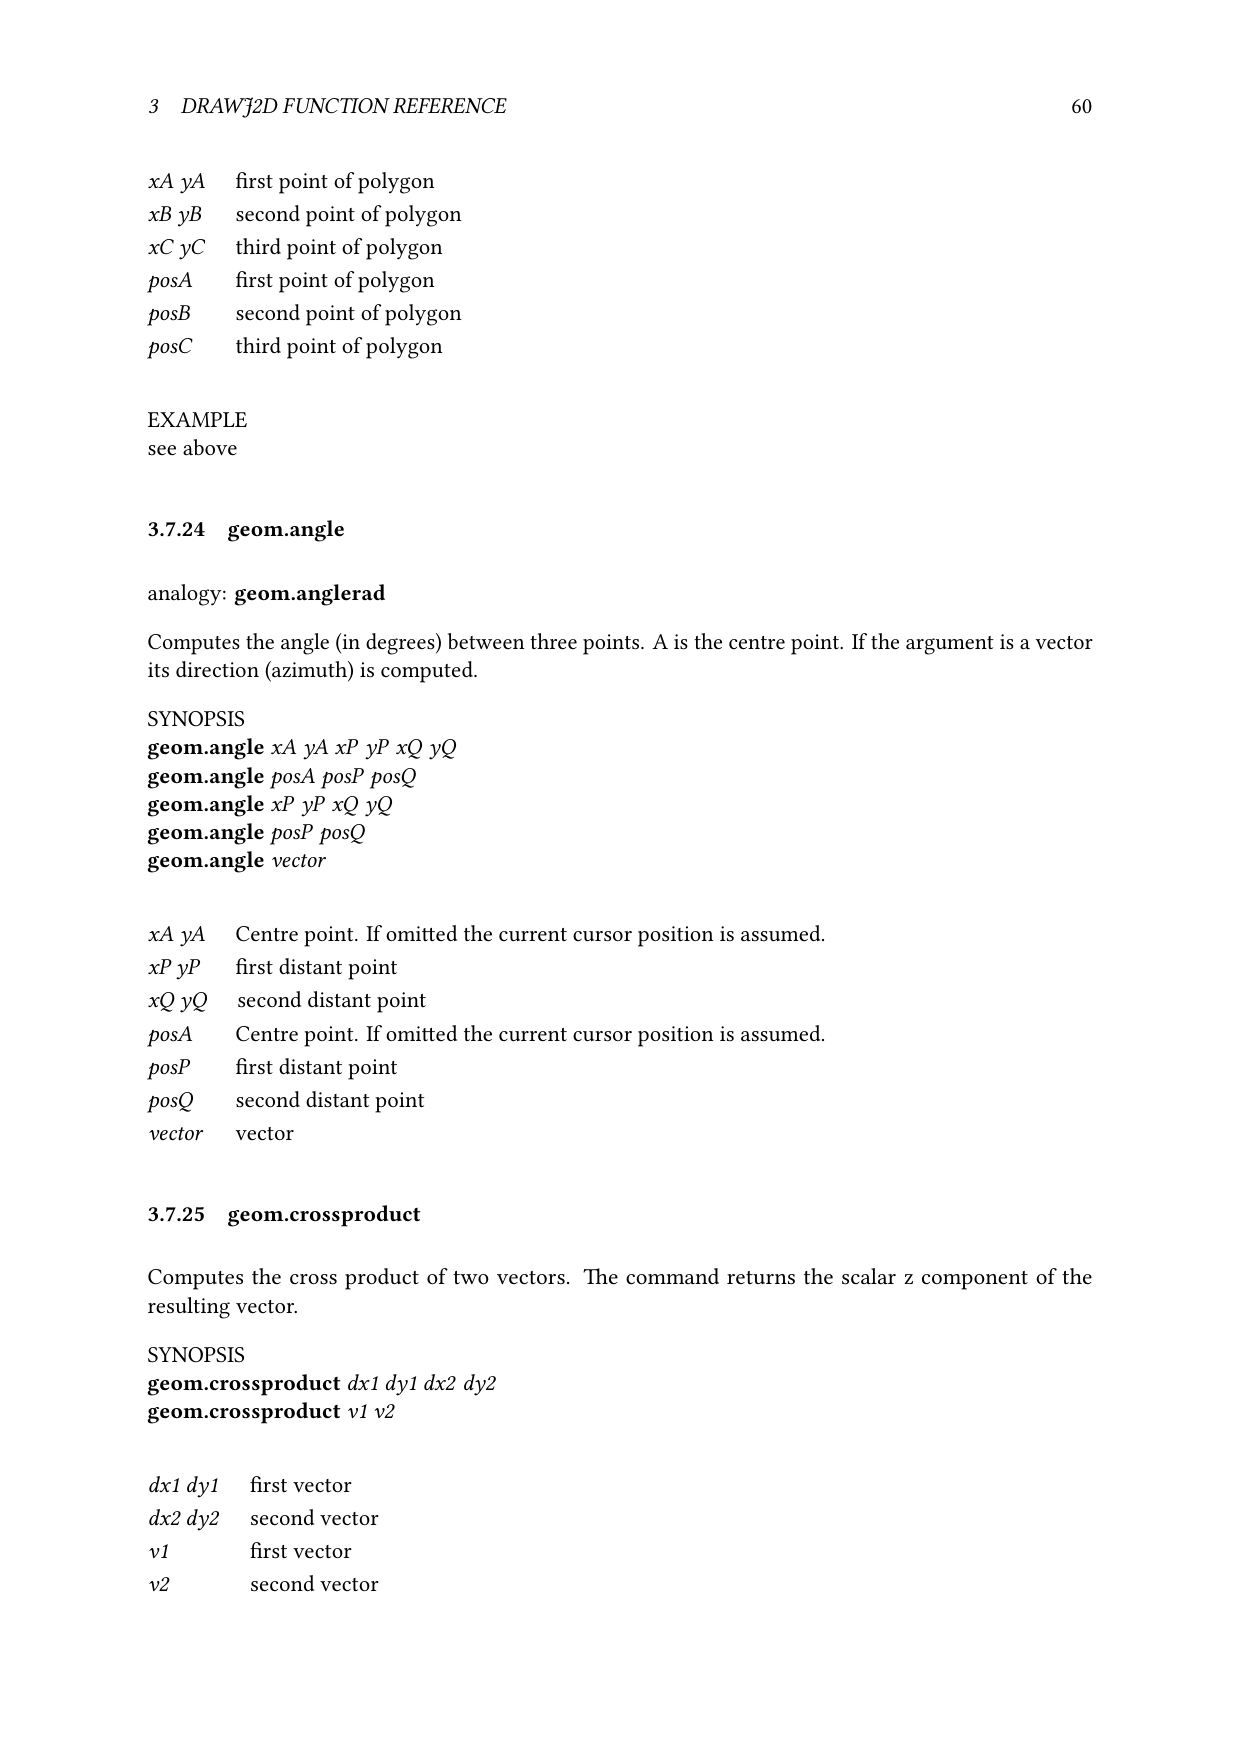 3 DRAWJ2D FUNCTION REFERENCE 60
xA yA first point of polygon
xB yB second point of polygon
xC yC third point of polygon
posA first point of polygon
posB second point of polygon
posC third point of polygon
EXAMPLE
see above
3.7.24 geom.angle
analogy: geom.anglerad
Computes the angle (in degrees) between three points. A is the centre point. If the argument is a vector
its direction (azimuth) is computed.
SYNOPSIS
geom.angle xA yA xP yP xQ yQ
geom.angle posA posP posQ
geom.angle xP yP xQ yQ
geom.angle posP posQ
geom.angle vector
xA yA Centre point. If omitted the current cursor position is assumed.
xP yP first distant point
xQ yQ second distant point
posA Centre point. If omitted the current cursor position is assumed.
posP first distant point
posQ second distant point
vector vector
3.7.25 geom.crossproduct
Computes the cross product of two vectors. The command returns the scalar z component of the
resulting vector.
SYNOPSIS
geom.crossproduct dx1 dy1 dx2 dy2
geom.crossproduct v1 v2
dx1 dy1 first vector
dx2 dy2 second vector
v1 first vector
v2 second vector